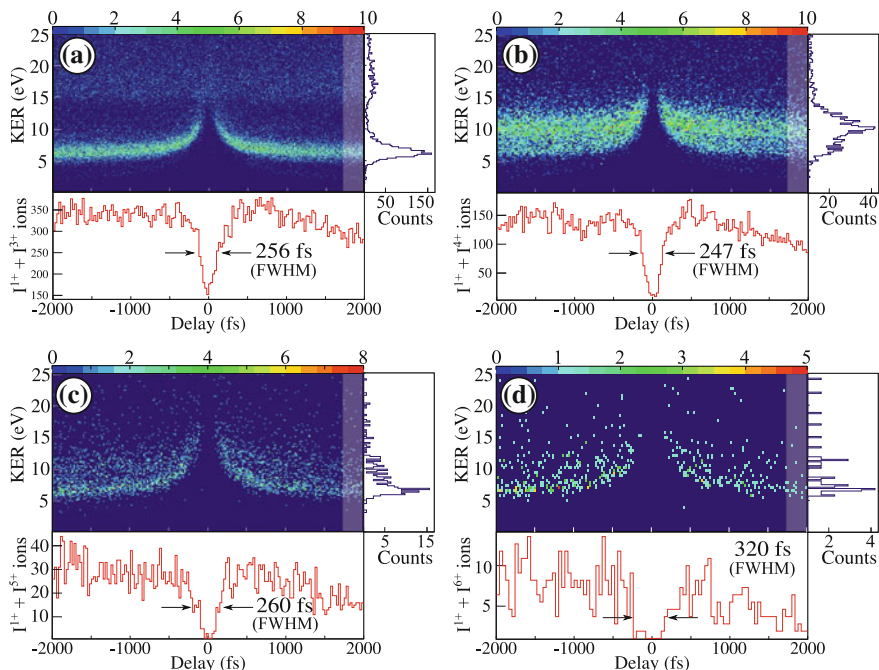 0 2 4 6 8 10
(a)
25
20
15
10
5
KER (eV)
50 150
Counts
350
300
250
200
150
I1+ + I3+ ions
256 fs
(FWHM)
-2000 -1000 0 1000 2000
Delay (fs)
0 2 4 6 8 10
(b)
25
20
15
10
5
KER (eV)
20 40
Counts
150
100
50
I1+ + I4+ ions
247 fs
(FWHM)
-2000 -1000 0 1000 2000
Delay (fs)
0 2 4 6 8
(c)
25
20
15
10
5
KER (eV)
5 15
Counts
40
30
20
10
I1+ + I5+ ions
260 fs
(FWHM)
-2000 -1000 0 1000 2000
Delay (fs)
0 1 2 3 4 5
(d)
25
20
15
10
5
KER (eV)
2 4
Counts
10
5
I1+ + I6+ ions
320 fs
(FWHM)
-2000 -1000 0 1000 2000
Delay (fs)